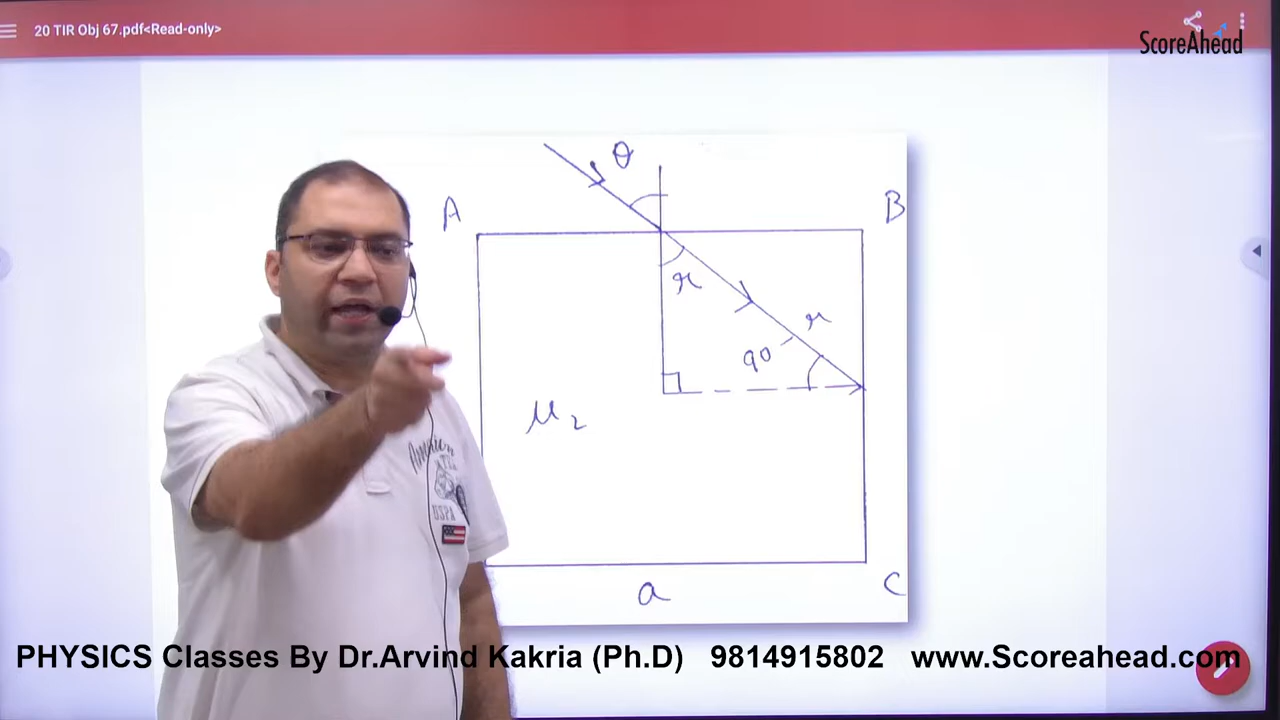 20 TIR Obj 67.pdf<Read-only>
ScoreAhead
θ
A
B
r
90 - r
μ2
a
C
USPA
PHYSICS Classes By Dr.Arvind Kakria (Ph.D) 9814915802 www.Scoreahead.com